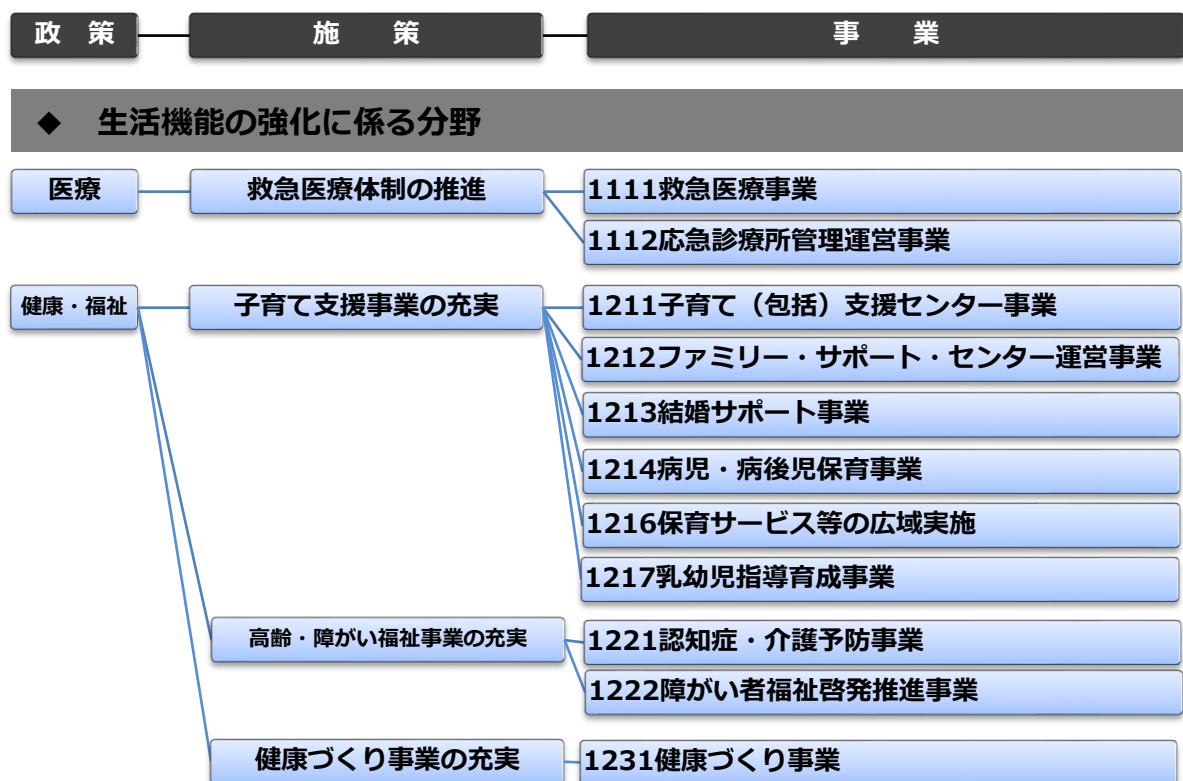 政 策 施 策 事 業
◆ 生活機能の強化に係る分野
医療 救急医療体制の推進 1111救急医療事業
1112応急診療所管理運営事業
健康・福祉 子育て支援事業の充実 1211子育て（包括）支援センター事業
1212ファミリー・サポート・センター運営事業
1213結婚サポート事業
1214病児・病後児保育事業
1216保育サービス等の広域実施
1217乳幼児指導育成事業
高齢・障がい福祉事業の充実 1221認知症・介護予防事業
1222障がい者福祉啓発推進事業
健康づくり事業の充実 1231健康づくり事業